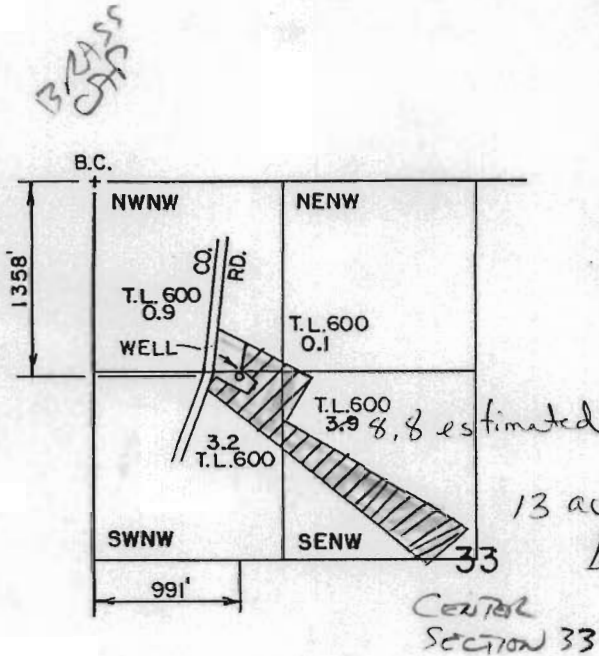 BRASS
CAP
B.C.
NWNW
NENW
1358'
CO.
RD.
T.L. 600
0.9
T.L.600
0.1
WELL
T.L.600
3.9 8.8 estimated
3.2
T.L.600
13 ac
SWNW
SENW
33
991'
CENTER
SECTION 33